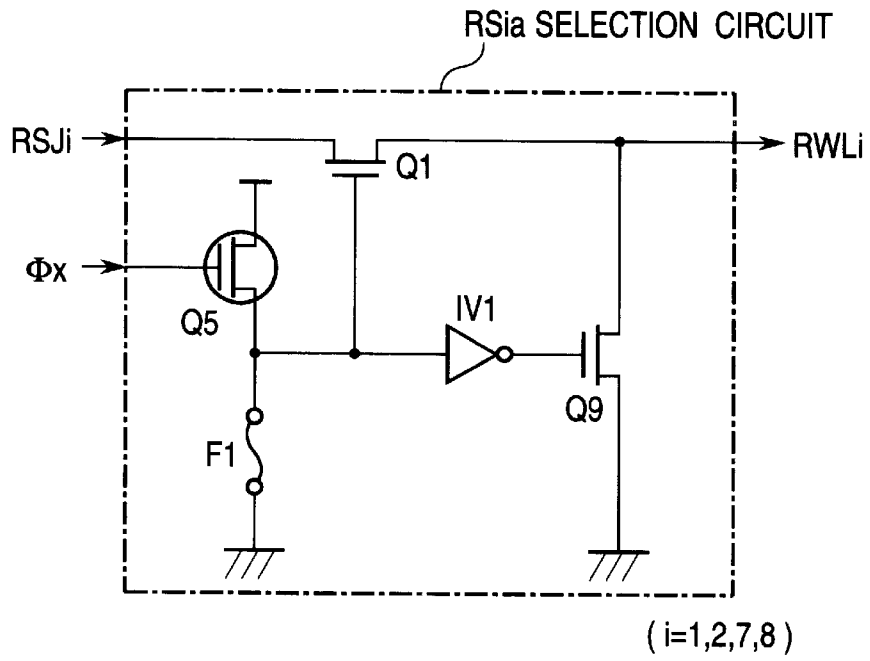 RSia SELECTION CIRCUIT
RSJi
RWLi
Q1
Φx
Q5
IV1
Q9
F1
( i=1,2,7,8 )